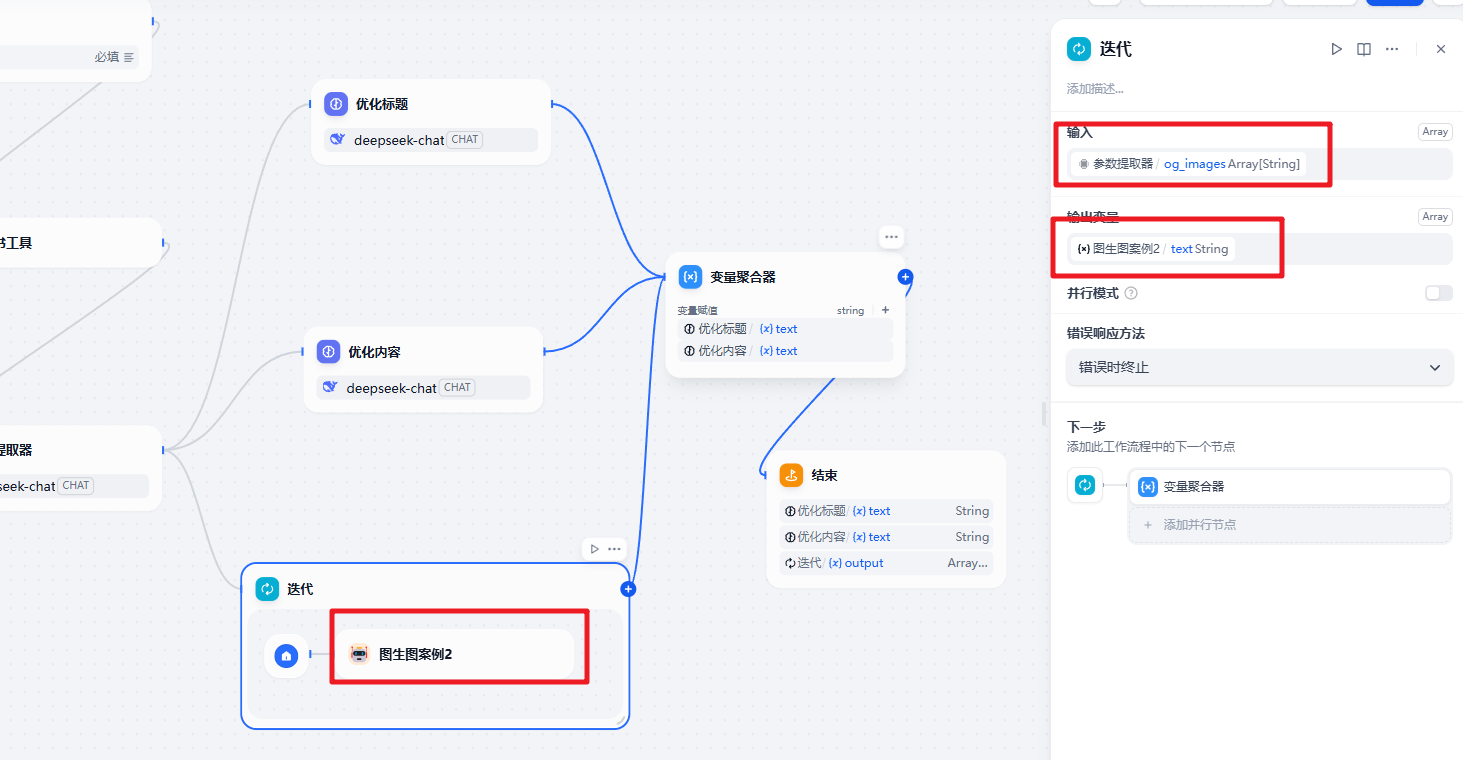 必填
书工具
提取器
seek-chat CHAT
优化标题
deepseek-chat CHAT
优化内容
deepseek-chat CHAT
迭代
图生图案例2
变量聚合器
变量赋值 string +
优化标题/ (x) text
优化内容/ (x) text
结束
优化标题/ (x) text String
优化内容/ (x) text String
迭代/ (x) output Array...
迭代
添加描述...
输入 Array
参数提取器/ og_images Array[String]
输出变量 Array
(x) 图生图案例2/ text String
并行模式
错误响应方法
错误时终止
下一步
添加此工作流程中的下一个节点
变量聚合器
+ 添加并行节点